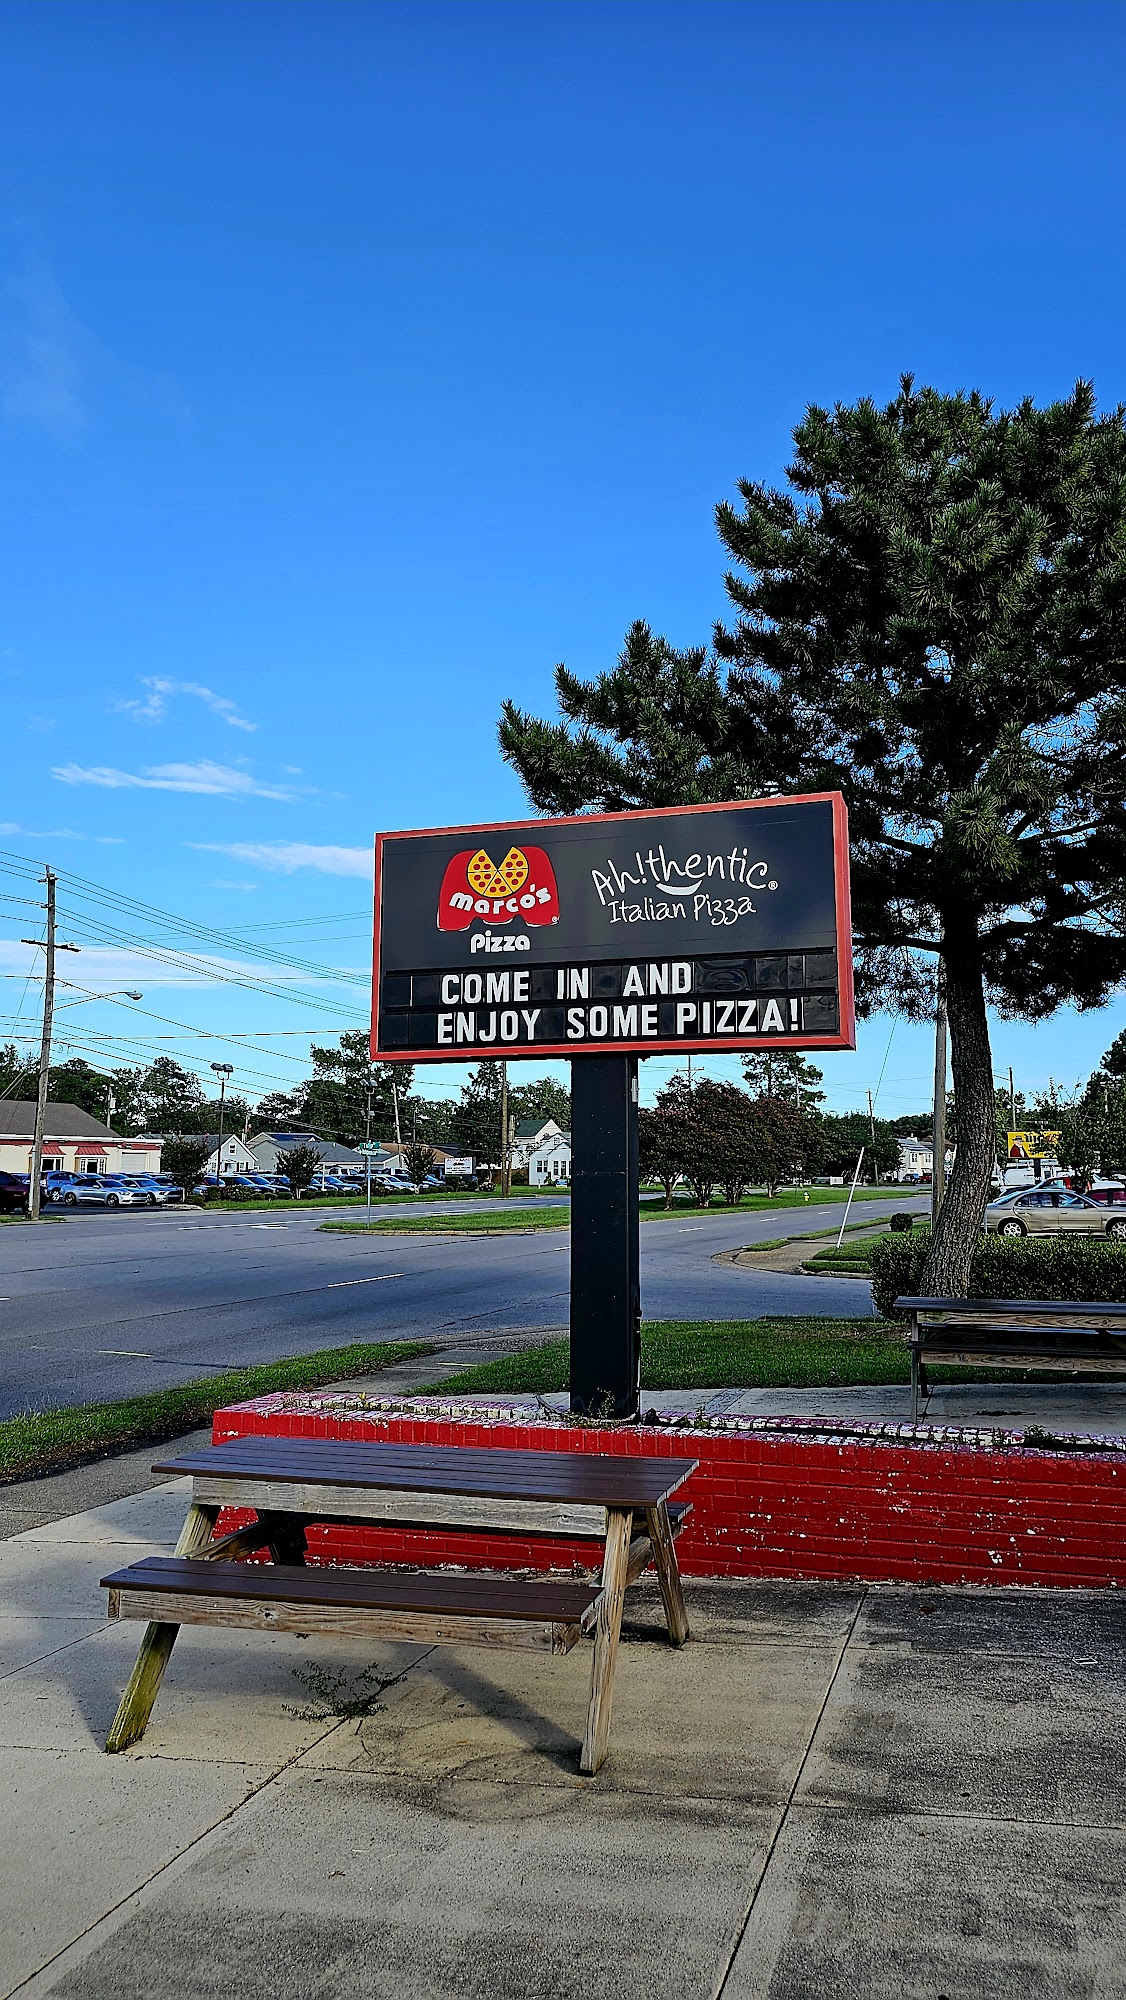 marco's
®
Pizza
Ah!thentic®
Italian Pizza
COME IN AND
ENJOY SOME PIZZA!